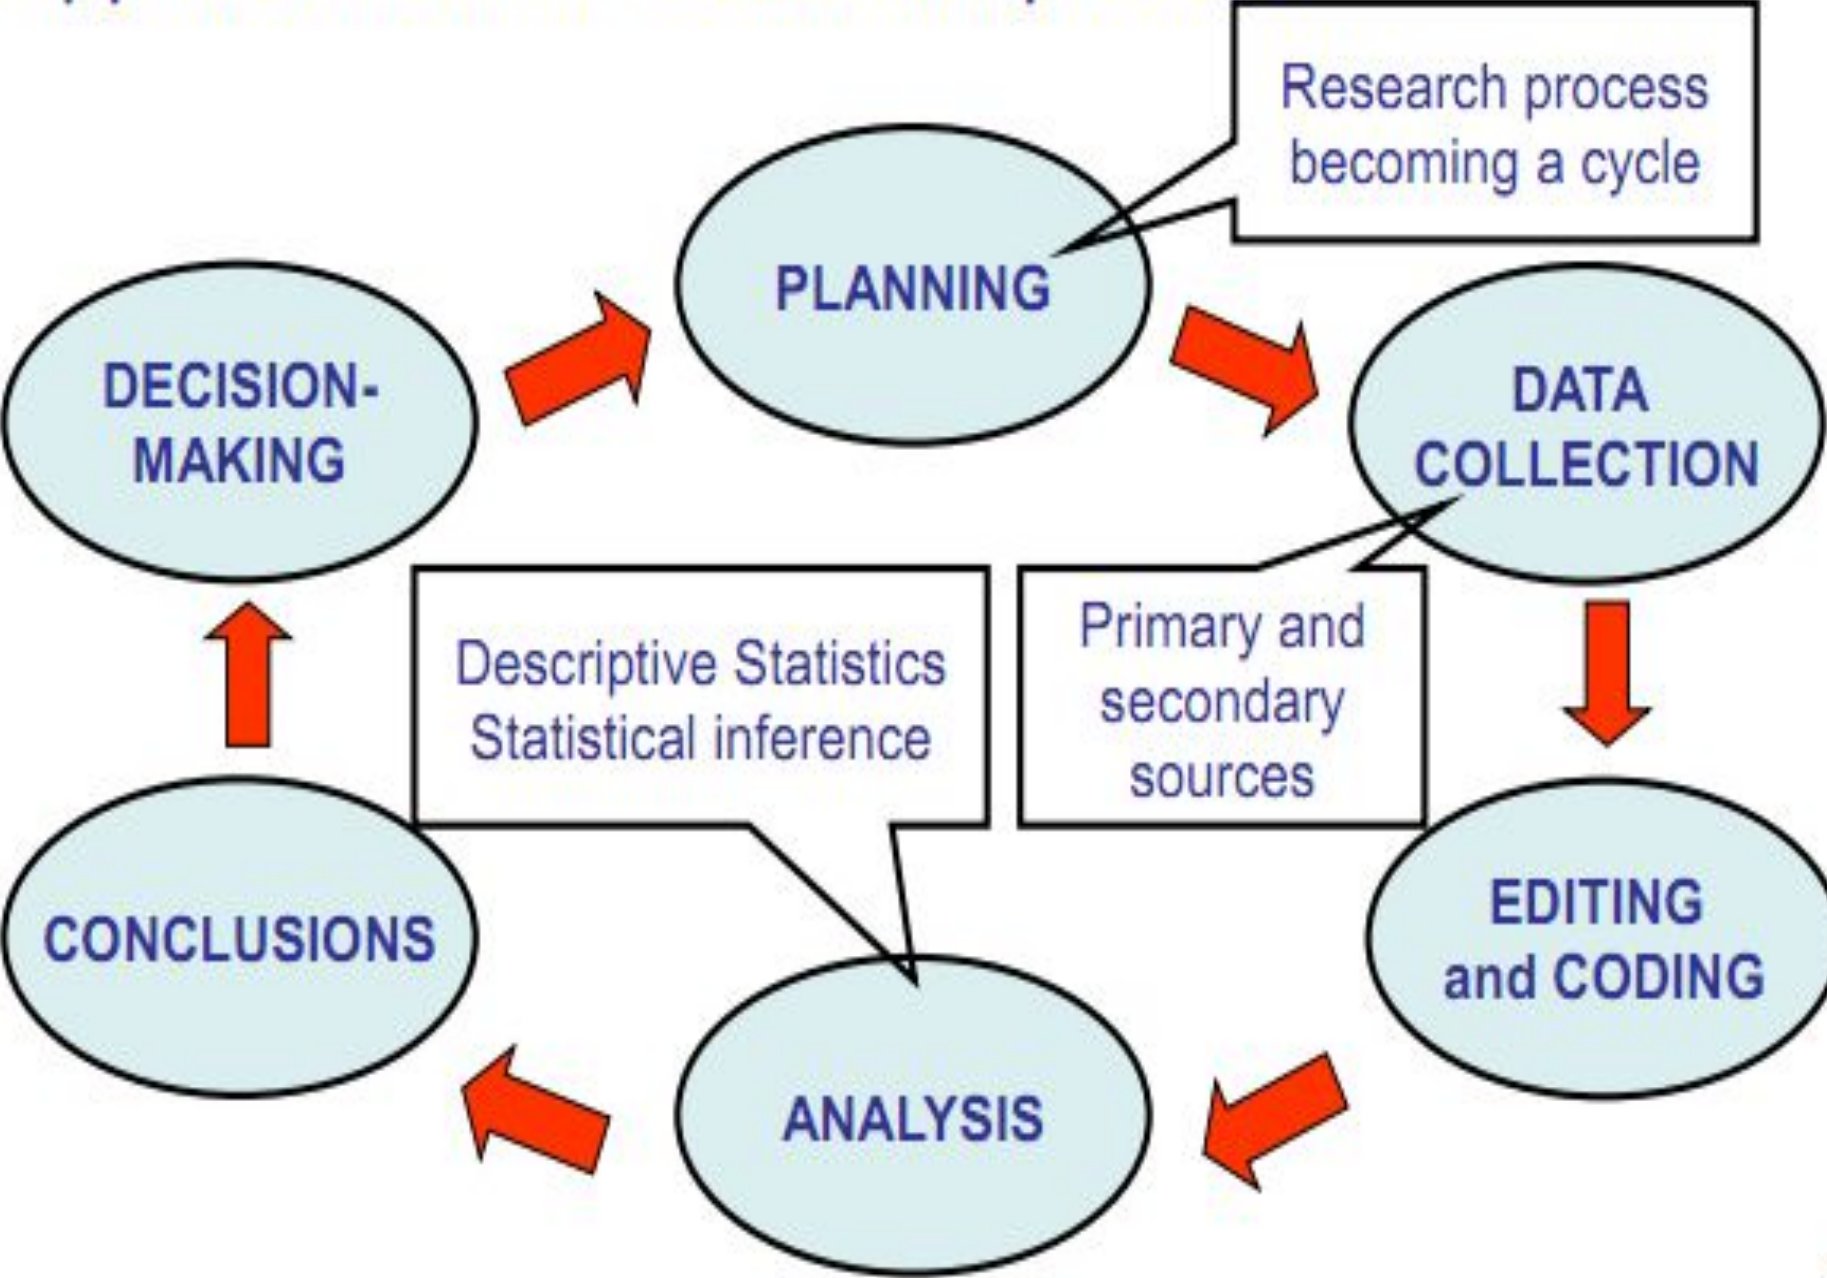 Research process
becoming a cycle
PLANNING
DECISION-
MAKING
DATA
COLLECTION
Descriptive Statistics
Statistical inference
Primary and
secondary
sources
CONCLUSIONS
EDITING
and CODING
ANALYSIS